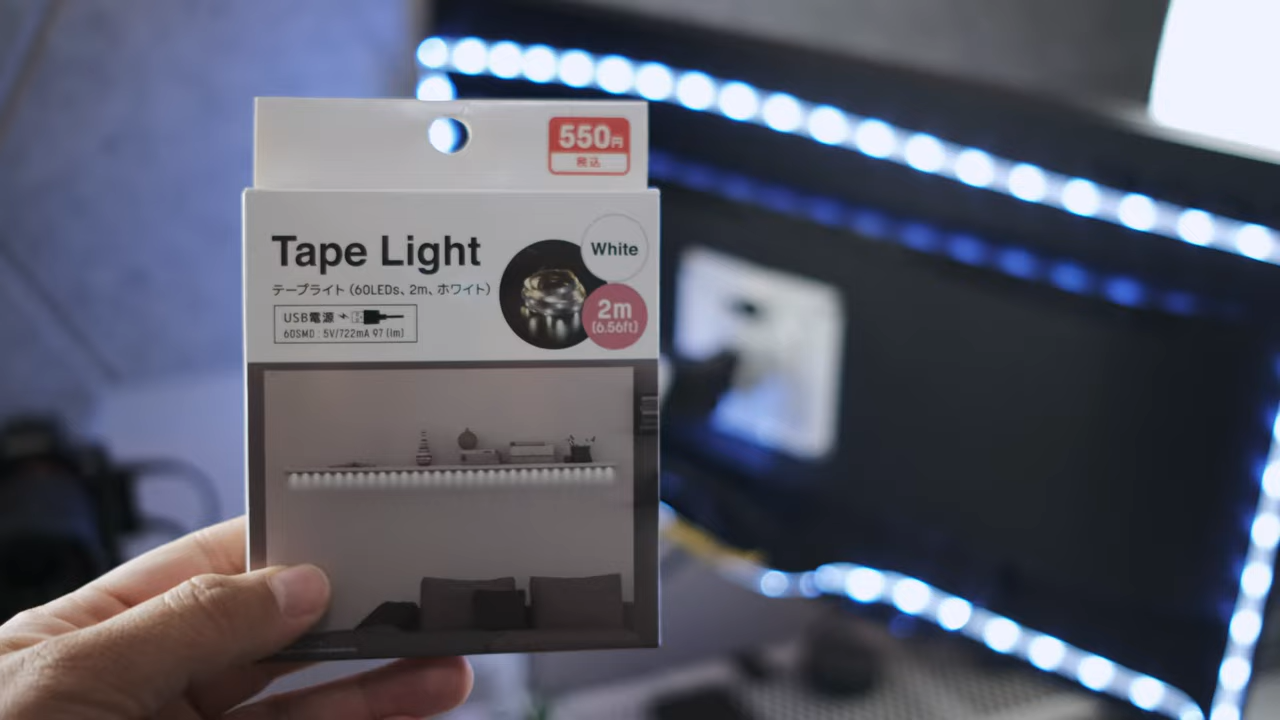 550円
税込
Tape Light
White
テープライト（60LEDs、2m、ホワイト）
2m
(6.56ft)
USB電源
60SMD : 5V/722mA 97 (lm)